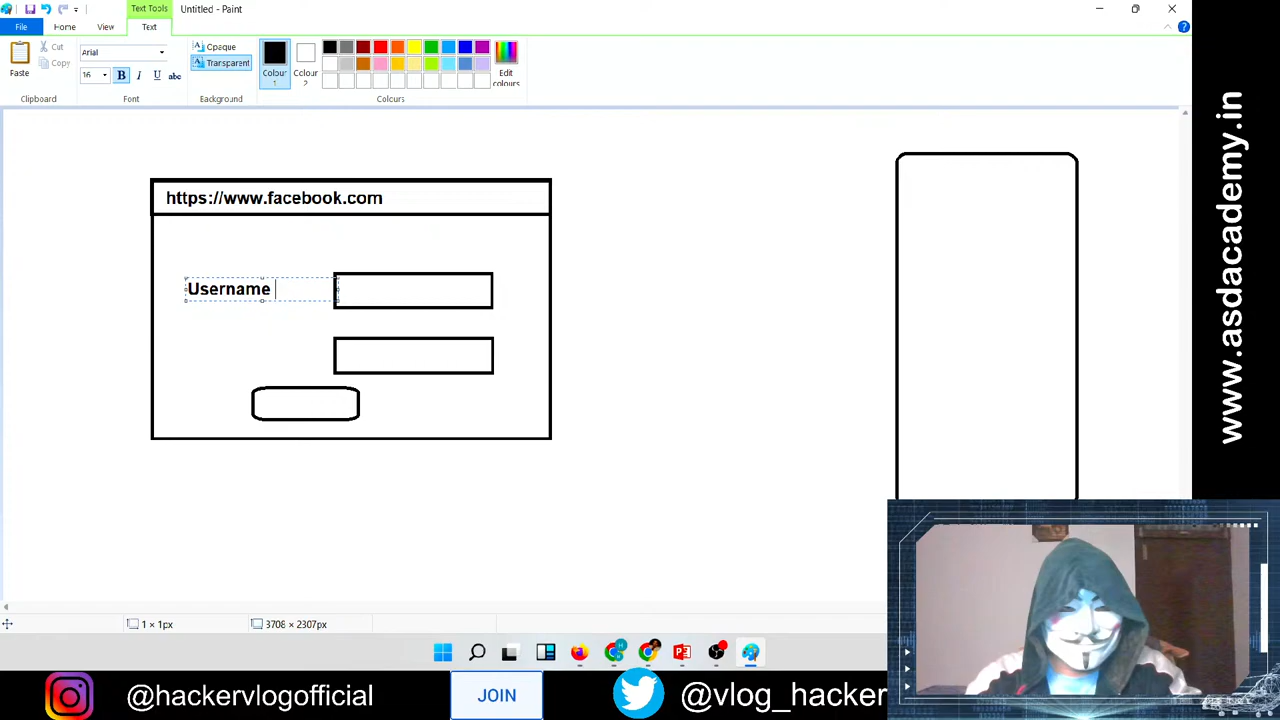 Text Tools
Untitled - Paint
File
Home
View
Text
Paste
Cut
Copy
Clipboard
Arial
16
B
I
U
abc
Font
Opaque
Transparent
Background
Colour
1
Colour
2
Edit
colours
Colours
https://www.facebook.com
Username
1 × 1px
3708 × 2307px
www.asdacademy.in
@hackervlogofficial
JOIN
@vlog_hacker